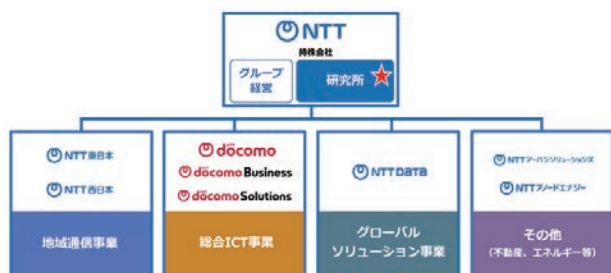 NTT
持株会社
グループ
経営
研究所
NTT東日本
NTT西日本
döcomo
döcomo Business
döcomo Solutions
NTT DATA
NTTアーバンソリューションズ
NTTアノードエナジー
地域通信事業
総合ICT事業
グローバル
ソリューション事業
その他
(不動産、エネルギー等)